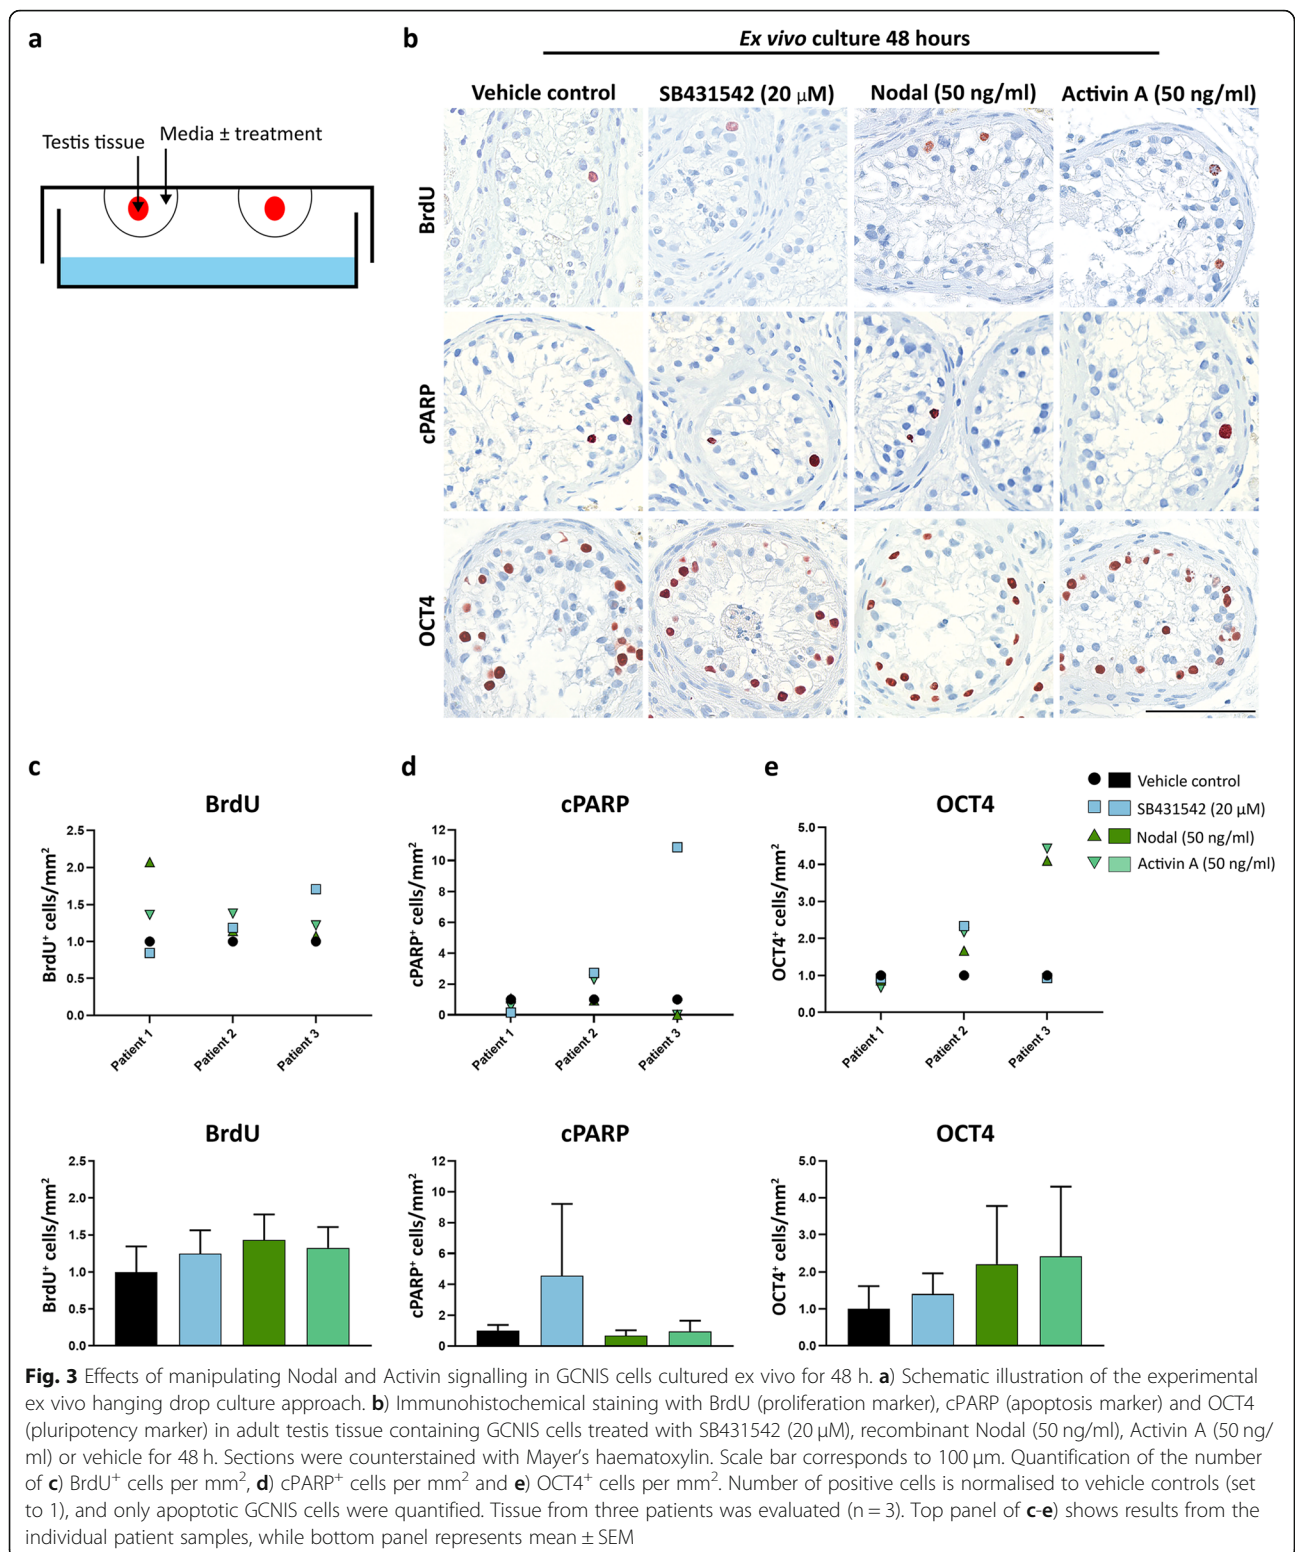 a
Testis tissue
Media ± treatment
b
Ex vivo culture 48 hours
Vehicle control
SB431542 (20 μM)
Nodal (50 ng/ml)
Activin A (50 ng/ml)
BrdU
cPARP
OCT4
c
BrdU
BrdU⁺ cells/mm²
2.5
2.0
1.5
1.0
0.5
0.0
Patient 1
Patient 2
Patient 3
d
cPARP
cPARP⁺ cells/mm²
12
10
8
6
4
2
0
Patient 1
Patient 2
Patient 3
e
OCT4
OCT4⁺ cells/mm²
5.0
4.0
3.0
2.0
1.0
0.0
Patient 1
Patient 2
Patient 3
Vehicle control
SB431542 (20 μM)
Nodal (50 ng/ml)
Activin A (50 ng/ml)
BrdU
BrdU⁺ cells/mm²
2.5
2.0
1.5
1.0
0.5
0.0
cPARP
cPARP⁺ cells/mm²
12
10
8
6
4
2
0
OCT4
OCT4⁺ cells/mm²
5.0
4.0
3.0
2.0
1.0
0.0
Fig. 3 Effects of manipulating Nodal and Activin signalling in GCNIS cells cultured ex vivo for 48 h. a) Schematic illustration of the experimental
ex vivo hanging drop culture approach. b) Immunohistochemical staining with BrdU (proliferation marker), cPARP (apoptosis marker) and OCT4
(pluripotency marker) in adult testis tissue containing GCNIS cells treated with SB431542 (20 μM), recombinant Nodal (50 ng/ml), Activin A (50 ng/
ml) or vehicle for 48 h. Sections were counterstained with Mayer's haematoxylin. Scale bar corresponds to 100 μm. Quantification of the number
of c) BrdU⁺ cells per mm², d) cPARP⁺ cells per mm² and e) OCT4⁺ cells per mm². Number of positive cells is normalised to vehicle controls (set
to 1), and only apoptotic GCNIS cells were quantified. Tissue from three patients was evaluated (n = 3). Top panel of c-e) shows results from the
individual patient samples, while bottom panel represents mean ± SEM